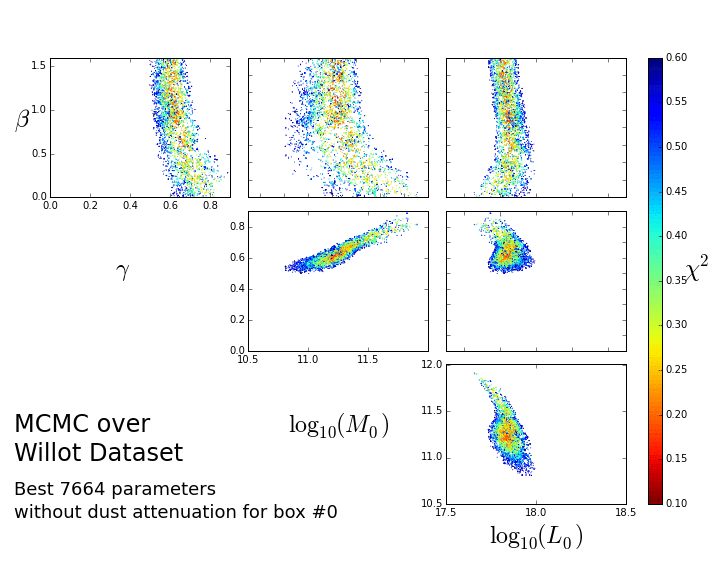 1.5
1.0
0.5
0.0
β
0.0 0.2 0.4 0.6 0.8
0.8
0.6
0.4
0.2
0.0
10.5 11.0 11.5
γ
12.0
11.5
11.0
10.5
17.5 18.0 18.5
log10(M0)
log10(L0)
0.60
0.55
0.50
0.45
0.40
0.35
0.30
0.25
0.20
0.15
0.10
χ²
MCMC over
Willot Dataset
Best 7664 parameters
without dust attenuation for box #0